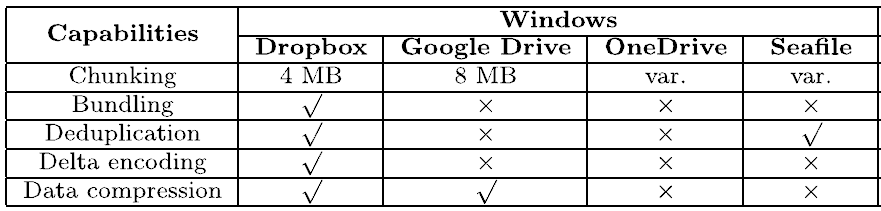 Capabilities Windows
Dropbox Google Drive OneDrive Seafile
Chunking 4 MB 8 MB var. var.
Bundling √ × × ×
Deduplication √ × × √
Delta encoding √ × × ×
Data compression √ √ × ×